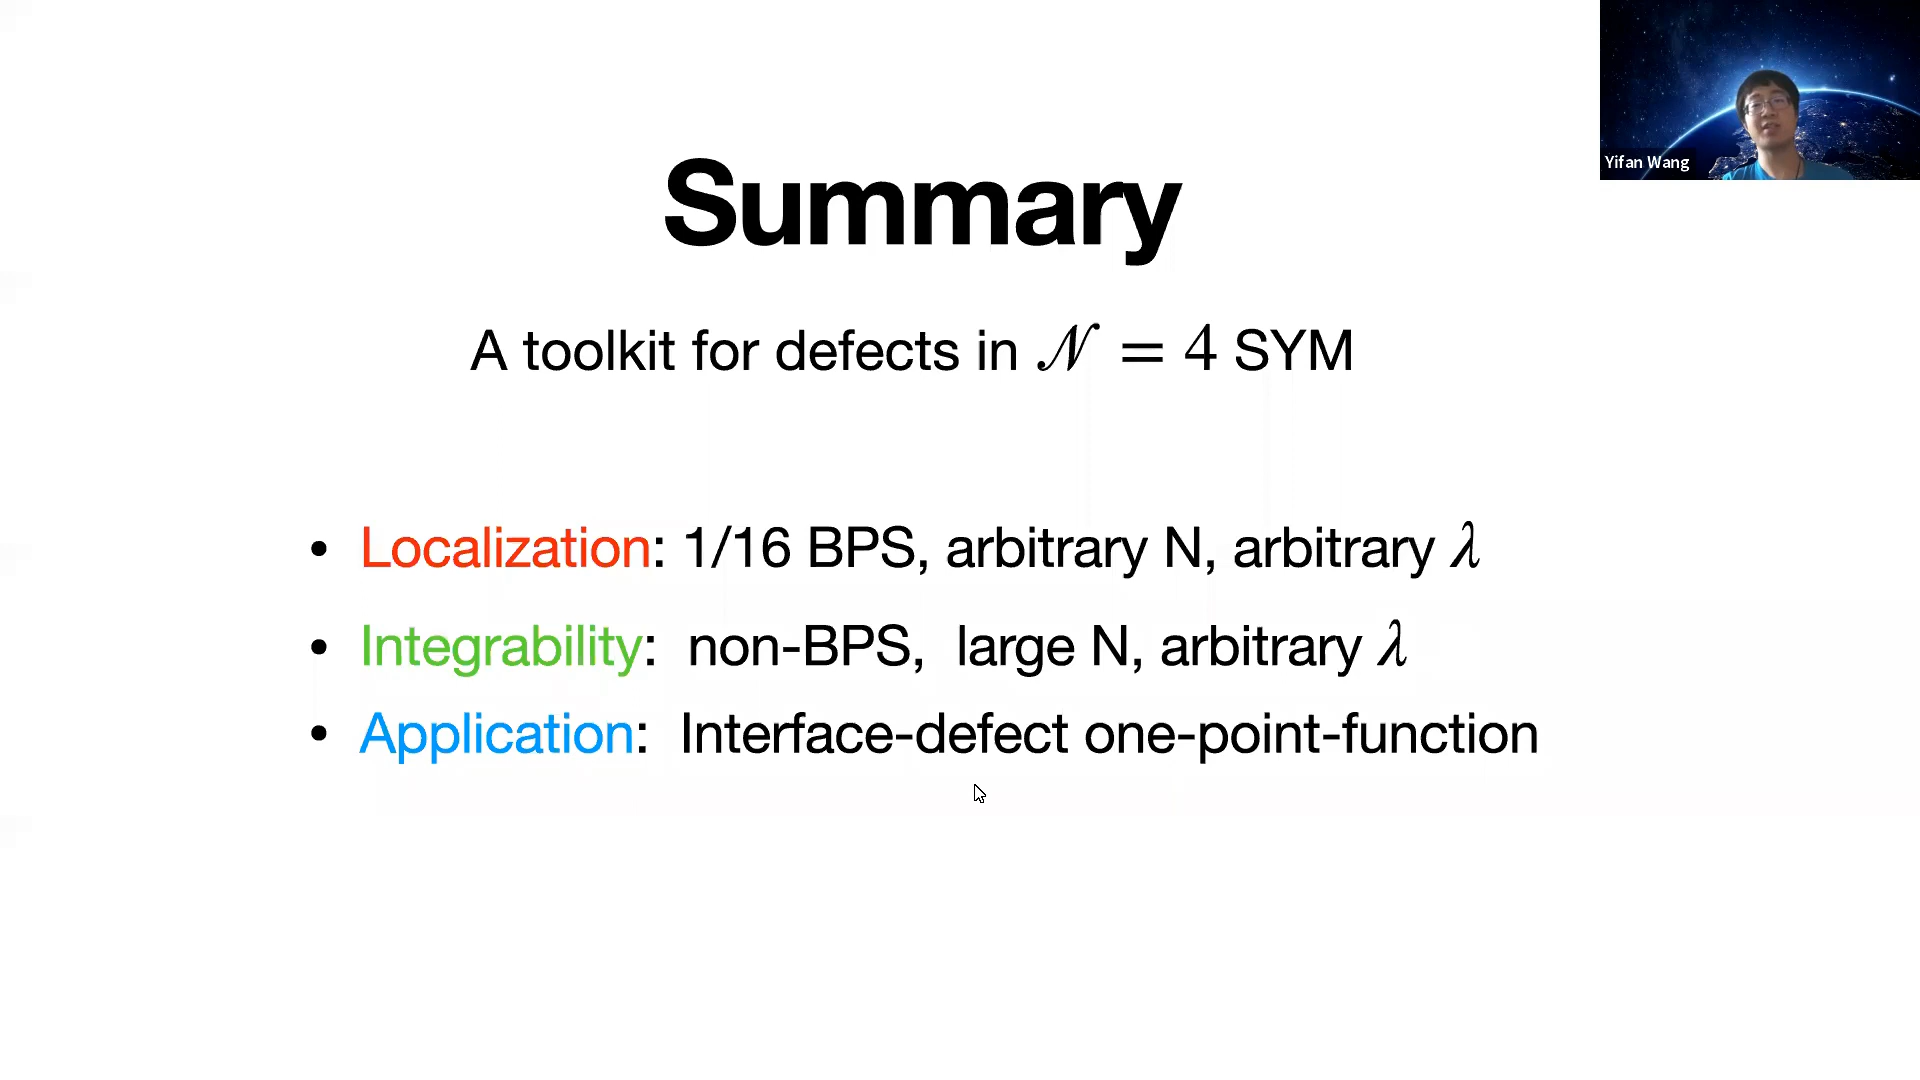 Summary
Yifan Wang
A toolkit for defects in 𝒩 = 4 SYM
• Localization: 1/16 BPS, arbitrary N, arbitrary λ
• Integrability: non-BPS, large N, arbitrary λ
• Application: Interface-defect one-point-function